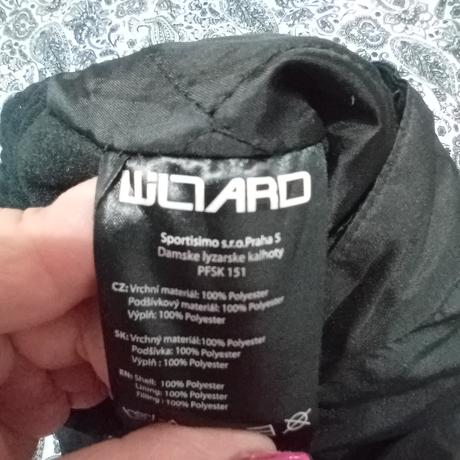 WILLARD
Sportisimo s.r.o.Praha 5
Damske lyzarske kalhoty
PFSK 151
CZ: Vrchní materiál: 100% Polyester
Podšívkový materiál: 100% Polyester
Výplň: 100% Polyester
SK: Vrchný materiál:100% Polyester
Podšívka: 100% Polyester
Výplň : 100% Polyester
EN: Shell: 100% Polyester
Lining: 100% Polyester
Filling : 100% Polyester